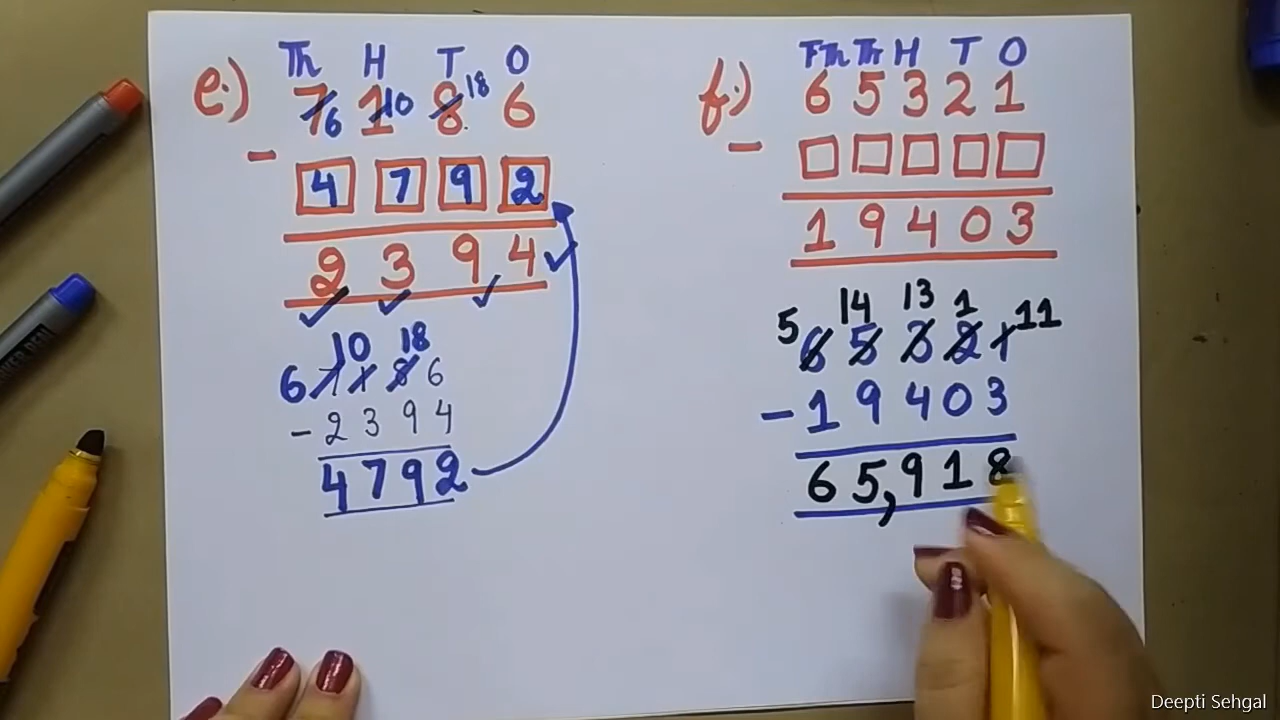 e.) Th H T O
7 6 1 10 8 18 6
- 4 7 9 2
2 3 9 4
10 18
6 7 1 8 6
- 2 3 9 4
4 7 9 2
f.) TTh Th H T O
6 5 3 2 1
-
1 9 4 0 3
5 14 13 1 11
6 5 3 2 1
- 1 9 4 0 3
6 5, 9 1 8
Deepti Sehgal